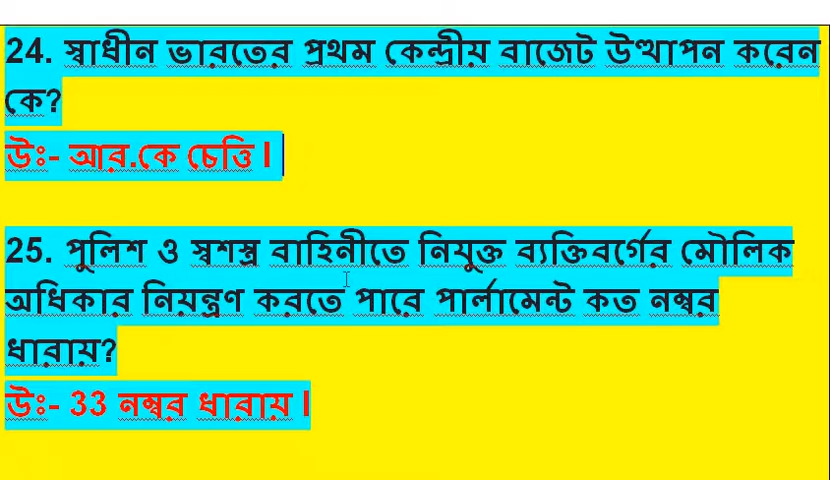 24. স্বাধীন ভারতের প্রথম কেন্দ্রীয় বাজেট উত্থাপন করেন
কে?
উঃ- আর.কে চেত্তি।
25. পুলিশ ও স্বশস্ত্র বাহিনীতে নিযুক্ত ব্যক্তিবর্গের মৌলিক
অধিকার নিয়ন্ত্রণ করতে পারে পার্লামেন্ট কত নম্বর
ধারায়?
উঃ- 33 নম্বর ধারায়।